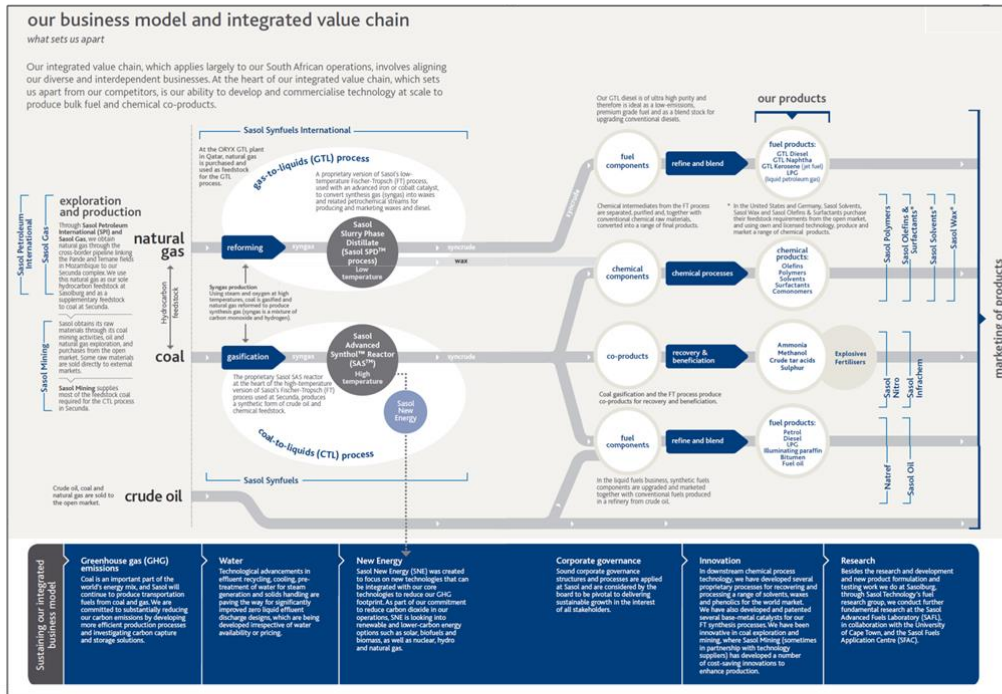 our business model and integrated value chain
what sets us apart
Our integrated value chain, which applies largely to our South African operations, involves aligning
our diverse and interdependent businesses. At the heart of our integrated value chain, which sets
us apart from our competitors, is our ability to develop and commercialise technology at scale to
produce bulk fuel and chemical co-products.
Sasol Synfuels International
At the ORYX GTL plant
in Qatar, natural gas
is purchased and used
as feedstock
for the GTL
process.
gas-to-liquids (GTL) process
A proprietary version of Sasol's low-
temperature Fischer-Tropsch (FT) process,
used with an advanced iron or cobalt catalyst,
to convert synthesis gas (syngas) into waxes
and related petrochemical streams for
producing and marketing waxes and diesel.
exploration
and production
Through Sasol Petroleum
International (SPI) and
Sasol Gas, we obtain
natural gas through the
cross-border pipeline linking
the Pande and Temane fields
in Mozambique to our
Secunda complex. We use
this natural gas as our sole
hydrocarbon feedstock at
Sasolburg and as a
supplementary feedstock
to coal at Secunda.
Sasol Petroleum
International
Sasol Gas
Sasol Mining
Sasol obtains its raw
materials through its coal
mining activities, oil and
natural gas exploration, and
purchases from the open
market. Some raw materials
are sold directly to external
markets.
Sasol Mining supplies
most of the feedstock coal
required for the CTL process
in Secunda.
natural
gas
Hydrocarbon
feedstock
coal
crude oil
Crude oil, coal and
natural gas are sold to
the open market.
reforming
syngas
Sasol
Slurry Phase
Distillate
(Sasol SPD™
process)
Low
temperature
syncrude
wax
Syngas production
Using steam and oxygen at high
temperatures, coal is gasified and
natural gas reformed to produce
synthesis gas (syngas is a mixture of
carbon monoxide and hydrogen).
gasification
syngas
Sasol
Advanced
Synthol™ Reactor
(SAS™)
High
temperature
syncrude
The proprietary Sasol SAS reactor
at the heart of the high-temperature
version of Sasol's Fischer-Tropsch (FT)
process used at Secunda, produces
a synthetic form of crude oil and
chemical feedstock.
Sasol
New
Energy
coal-to-liquids (CTL) process
Sasol Synfuels
Our GTL diesel is of ultra high purity and
therefore is ideal as a low-emissions,
premium grade fuel and as a blend stock for
upgrading conventional diesels.
our products
syncrude
fuel
components
refine and blend
fuel products:
GTL Diesel
GTL Naphtha
GTL Kerosene (jet fuel)
LPG
(liquid petroleum gas)
Chemical intermediates from the FT process
are separated, purified and, together with
conventional chemical raw materials,
converted into a range of final products.
* In the United States and Germany, Sasol Solvents,
Sasol Wax and Sasol Olefins & Surfactants purchase
their feedstock requirements from the open market,
and using own and licensed technology, produce and
market a range of chemical products.
chemical
components
chemical processes
chemical
products:
Olefins
Polymers
Solvents
Surfactants
Comonomers
Sasol Polymers
Sasol Olefins &
Surfactants*
Sasol Solvents*
Sasol Wax*
co-products
recovery &
beneficiation
Ammonia
Methanol
Crude tar acids
Sulphur
Explosives
Fertilisers
Sasol
Nitro
Sasol
Infrachem
Coal gasification and the FT process produce
co-products for recovery and beneficiation.
syncrude
fuel
components
refine and blend
fuel products:
Petrol
Diesel
LPG
Illuminating paraffin
Bitumen
Fuel oil
Natref
Sasol Oil
In the liquid fuels business, synthetic fuels
components are upgraded and marketed
together with conventional fuels produced
in a refinery from crude oil.
marketing of products
Sustaining our integrated
business model
Greenhouse gas (GHG)
emissions
Coal is an important part of the
world's energy mix, and Sasol will
continue to produce transportation
fuels from coal and gas. We are
committed to substantially reducing our
carbon emissions by developing more
efficient production processes
and investigating carbon capture
and storage solutions.
Water
Technological advancements in
effluent recycling, cooling, pre-
treatment of water for steam
generation and solids handling are
paving the way for significantly
improved zero liquid effluent
discharge designs, which are being
developed irrespective of water
availability or pricing.
New Energy
Sasol New Energy (SNE) was created
to focus on new technologies that can
be integrated with our core
technologies to reduce our GHG
footprint. As part of our commitment
to reduce carbon dioxide in our
operations, SNE is looking into
renewable and lower-carbon energy
options such as solar, biofuels and
biomass, as well as nuclear, hydro
and natural gas.
Corporate governance
Sound corporate governance
structures and processes are applied
at Sasol and are considered by the
board to be pivotal to delivering
sustainable growth in the interest
of all stakeholders.
Innovation
In downstream chemical process
technology, we have developed several
proprietary processes for recovering and
processing a range of solvents, waxes
and phenolics for the world market.
We have also developed and patented
several base-metal catalysts for our
FT synthesis processes. We have been
innovative in coal exploration and
mining, where Sasol Mining (sometimes
in partnership with technology
suppliers) has developed a number
of cost-saving innovations to
enhance production.
Research
Besides the research and development
and new product formulation and
testing work we do at Sasolburg,
through Sasol Technology's fuel
research group, we conduct further
fundamental research at the Sasol
Advanced Fuels Laboratory (SAFL),
in collaboration with the University
of Cape Town, and the Sasol Fuels
Application Centre (SFAC).